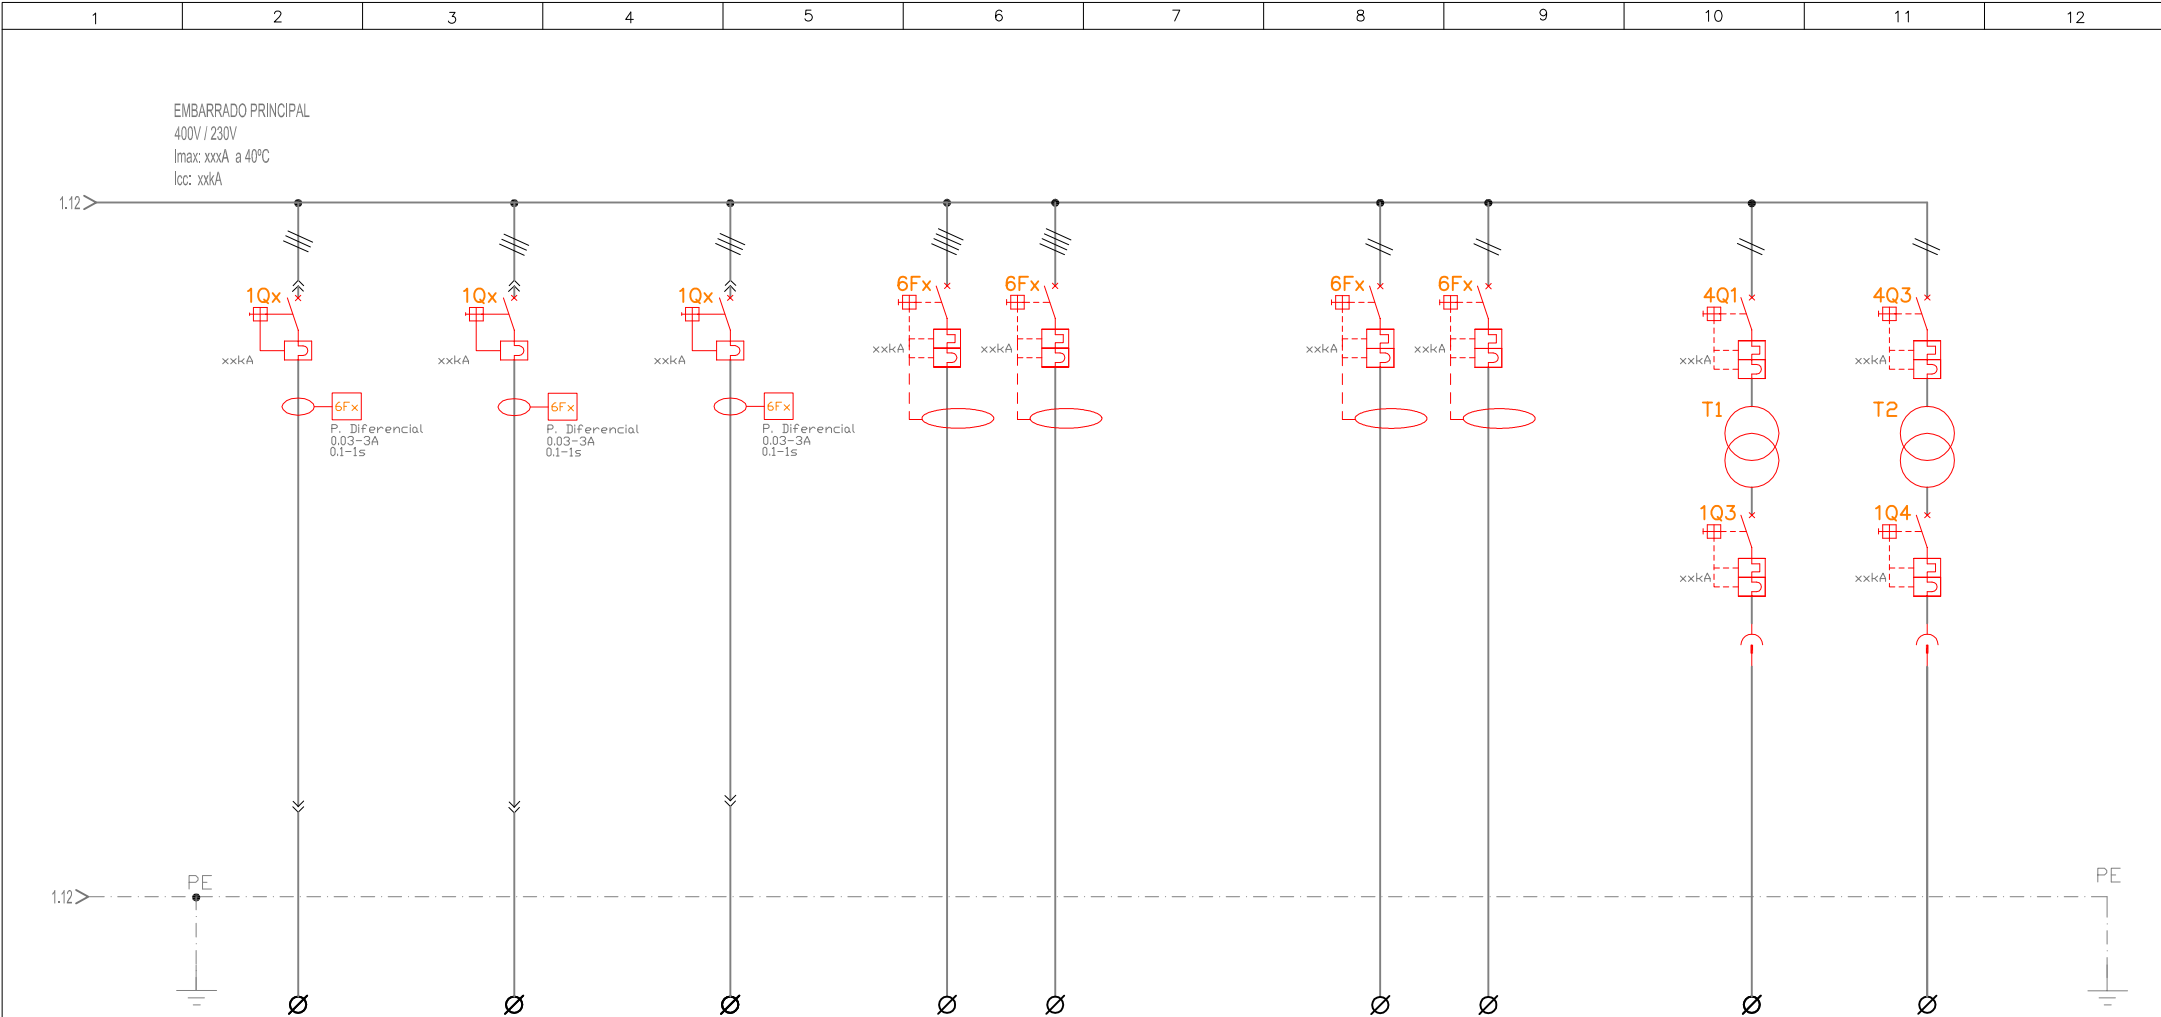 1 2 3 4 5 6 7 8 9 10 11 12
EMBARRADO PRINCIPAL
400V / 230V
Imax: xxxA a 40ºC
Icc: xxkA
1.12
1Qx
xxkA
6Fx
P. Diferencial
0.03-3A
0.1-1s
1Qx
xxkA
6Fx
P. Diferencial
0.03-3A
0.1-1s
1Qx
xxkA
6Fx
P. Diferencial
0.03-3A
0.1-1s
6Fx
xxkA
6Fx
xxkA
6Fx
xxkA
6Fx
xxkA
4Q1
xxkA
T1
1Q3
xxkA
4Q3
xxkA
T2
1Q4
xxkA
1.12
PE
PE